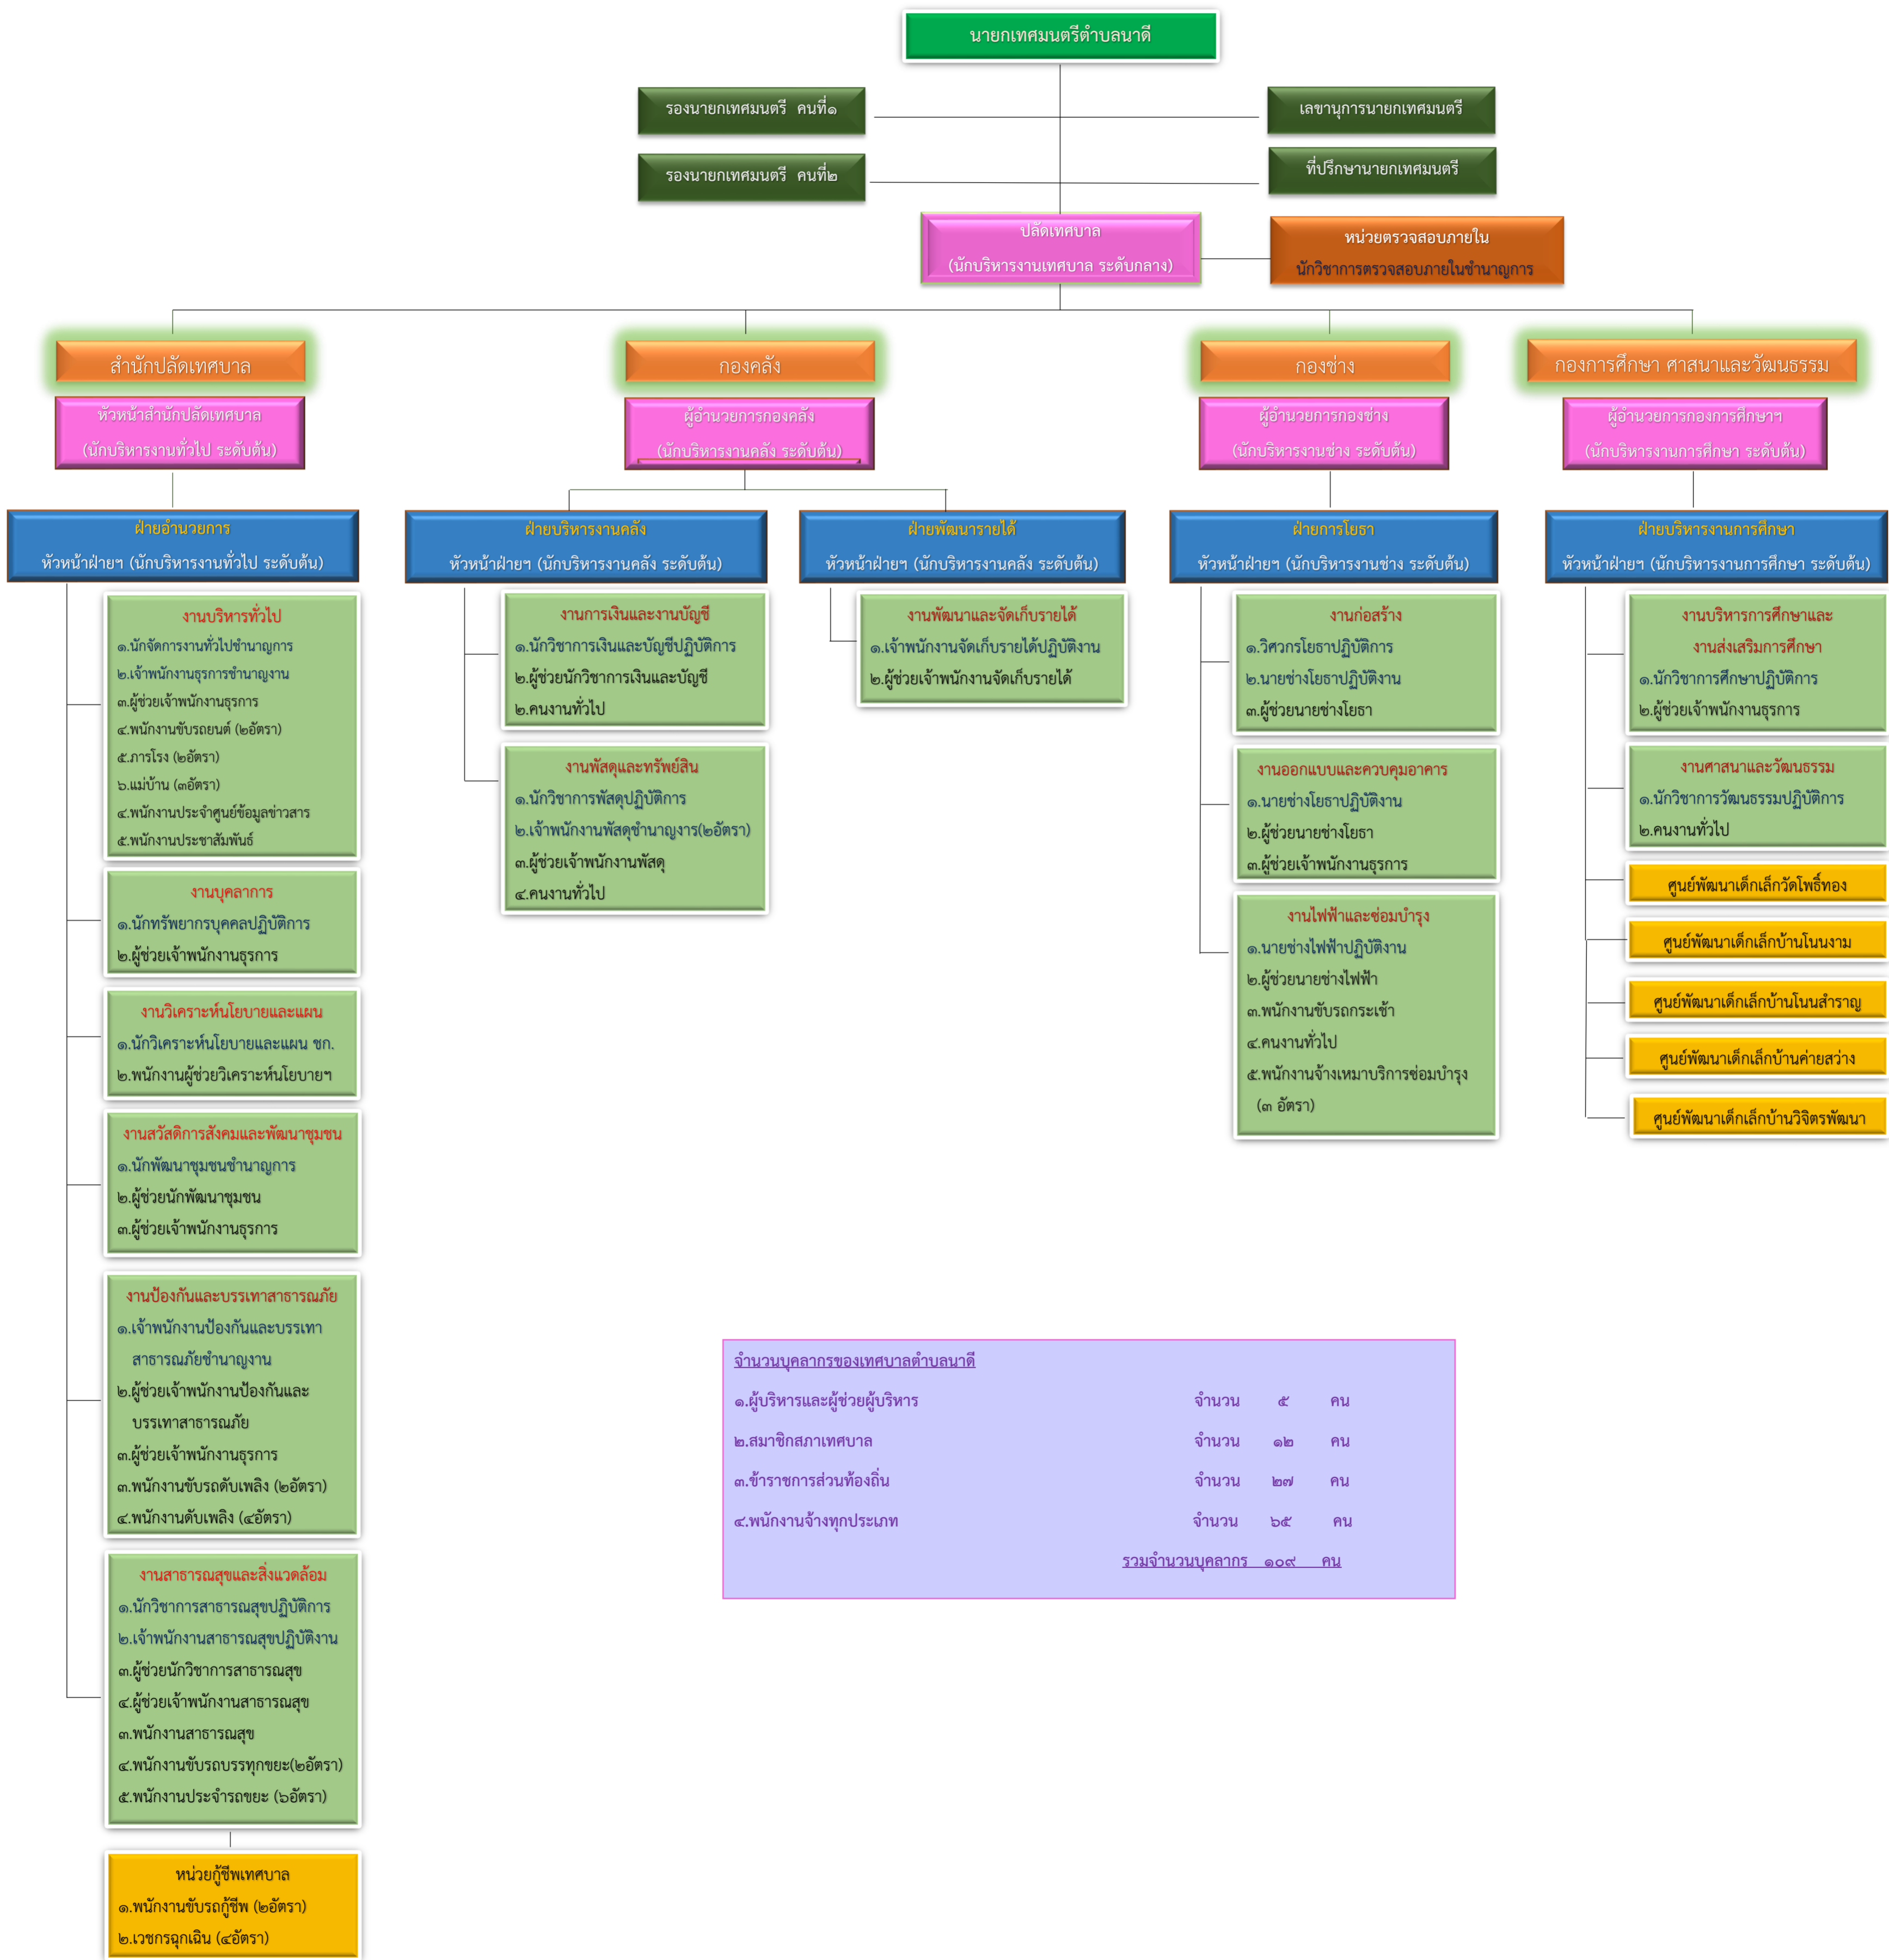 นายกเทศมนตรีตำบลนาดี
รองนายกเทศมนตรี คนที่๑
เลขานุการนายกเทศมนตรี
รองนายกเทศมนตรี คนที่๒
ที่ปรึกษานายกเทศมนตรี
ปลัดเทศบาล
(นักบริหารงานเทศบาล ระดับกลาง)
หน่วยตรวจสอบภายใน
นักวิชาการตรวจสอบภายในชำนาญการ
สำนักปลัดเทศบาล
หัวหน้าสำนักปลัดเทศบาล
(นักบริหารงานทั่วไป ระดับต้น)
ฝ่ายอำนวยการ
หัวหน้าฝ่ายฯ (นักบริหารงานทั่วไป ระดับต้น)
งานบริหารทั่วไป
๑.นักจัดการงานทั่วไปชำนาญการ
๒.เจ้าพนักงานธุรการชำนาญงาน
๓.ผู้ช่วยเจ้าพนักงานธุรการ
๔.พนักงานขับรถยนต์ (๒อัตรา)
๕.ภารโรง (๒อัตรา)
๖.แม่บ้าน (๓อัตรา)
๔.พนักงานประจำศูนย์ข้อมูลข่าวสาร
๕.พนักงานประชาสัมพันธ์
งานบุคลาการ
๑.นักทรัพยากรบุคคลปฏิบัติการ
๒.ผู้ช่วยเจ้าพนักงานธุรการ
งานวิเคราะห์นโยบายและแผน
๑.นักวิเคราะห์นโยบายและแผน ชก.
๒.พนักงานผู้ช่วยวิเคราะห์นโยบายฯ
งานสวัสดิการสังคมและพัฒนาชุมชน
๑.นักพัฒนาชุมชนชำนาญการ
๒.ผู้ช่วยนักพัฒนาชุมชน
๓.ผู้ช่วยเจ้าพนักงานธุรการ
งานป้องกันและบรรเทาสาธารณภัย
๑.เจ้าพนักงานป้องกันและบรรเทา
สาธารณภัยชำนาญงาน
๒.ผู้ช่วยเจ้าพนักงานป้องกันและ
บรรเทาสาธารณภัย
๓.ผู้ช่วยเจ้าพนักงานธุรการ
๓.พนักงานขับรถดับเพลิง (๒อัตรา)
๔.พนักงานดับเพลิง (๔อัตรา)
งานสาธารณสุขและสิ่งแวดล้อม
๑.นักวิชาการสาธารณสุขปฏิบัติการ
๒.เจ้าพนักงานสาธารณสุขปฏิบัติงาน
๓.ผู้ช่วยนักวิชาการสาธารณสุข
๔.ผู้ช่วยเจ้าพนักงานสาธารณสุข
๓.พนักงานสาธารณสุข
๔.พนักงานขับรถบรรทุกขยะ(๒อัตรา)
๕.พนักงานประจำรถขยะ (๖อัตรา)
หน่วยกู้ชีพเทศบาล
๑.พนักงานขับรถกู้ชีพ (๒อัตรา)
๒.เวชกรฉุกเฉิน (๔อัตรา)
กองคลัง
ผู้อำนวยการกองคลัง
(นักบริหารงานคลัง ระดับต้น)
ฝ่ายบริหารงานคลัง
หัวหน้าฝ่ายฯ (นักบริหารงานคลัง ระดับต้น)
งานการเงินและงานบัญชี
๑.นักวิชาการเงินและบัญชีปฏิบัติการ
๒.ผู้ช่วยนักวิชาการเงินและบัญชี
๒.คนงานทั่วไป
งานพัสดุและทรัพย์สิน
๑.นักวิชาการพัสดุปฏิบัติการ
๒.เจ้าพนักงานพัสดุชำนาญงาร(๒อัตรา)
๓.ผู้ช่วยเจ้าพนักงานพัสดุ
๔.คนงานทั่วไป
ฝ่ายพัฒนารายได้
หัวหน้าฝ่ายฯ (นักบริหารงานคลัง ระดับต้น)
งานพัฒนาและจัดเก็บรายได้
๑.เจ้าพนักงานจัดเก็บรายได้ปฏิบัติงาน
๒.ผู้ช่วยเจ้าพนักงานจัดเก็บรายได้
กองช่าง
ผู้อำนวยการกองช่าง
(นักบริหารงานช่าง ระดับต้น)
ฝ่ายการโยธา
หัวหน้าฝ่ายฯ (นักบริหารงานช่าง ระดับต้น)
งานก่อสร้าง
๑.วิศวกรโยธาปฏิบัติการ
๒.นายช่างโยธาปฏิบัติงาน
๓.ผู้ช่วยนายช่างโยธา
งานออกแบบและควบคุมอาคาร
๑.นายช่างโยธาปฏิบัติงาน
๒.ผู้ช่วยนายช่างโยธา
๓.ผู้ช่วยเจ้าพนักงานธุรการ
งานไฟฟ้าและซ่อมบำรุง
๑.นายช่างไฟฟ้าปฏิบัติงาน
๒.ผู้ช่วยนายช่างไฟฟ้า
๓.พนักงานขับรถกระเช้า
๔.คนงานทั่วไป
๕.พนักงานจ้างเหมาบริการซ่อมบำรุง
(๓ อัตรา)
กองการศึกษา ศาสนาและวัฒนธรรม
ผู้อำนวยการกองการศึกษาฯ
(นักบริหารงานการศึกษา ระดับต้น)
ฝ่ายบริหารงานการศึกษา
หัวหน้าฝ่ายฯ (นักบริหารงานการศึกษา ระดับต้น)
งานบริหารการศึกษาและ
งานส่งเสริมการศึกษา
๑.นักวิชาการศึกษาปฏิบัติการ
๒.ผู้ช่วยเจ้าพนักงานธุรการ
งานศาสนาและวัฒนธรรม
๑.นักวิชาการวัฒนธรรมปฏิบัติการ
๒.คนงานทั่วไป
ศูนย์พัฒนาเด็กเล็กวัดโพธิ์ทอง
ศูนย์พัฒนาเด็กเล็กบ้านโนนงาม
ศูนย์พัฒนาเด็กเล็กบ้านโนนสำราญ
ศูนย์พัฒนาเด็กเล็กบ้านค่ายสว่าง
ศูนย์พัฒนาเด็กเล็กบ้านวิจิตรพัฒนา
จำนวนบุคลากรของเทศบาลตำบลนาดี
๑.ผู้บริหารและผู้ช่วยผู้บริหาร จำนวน ๕ คน
๒.สมาชิกสภาเทศบาล จำนวน ๑๒ คน
๓.ข้าราชการส่วนท้องถิ่น จำนวน ๒๗ คน
๔.พนักงานจ้างทุกประเภท จำนวน ๖๕ คน
รวมจำนวนบุคลากร ๑๐๙ คน